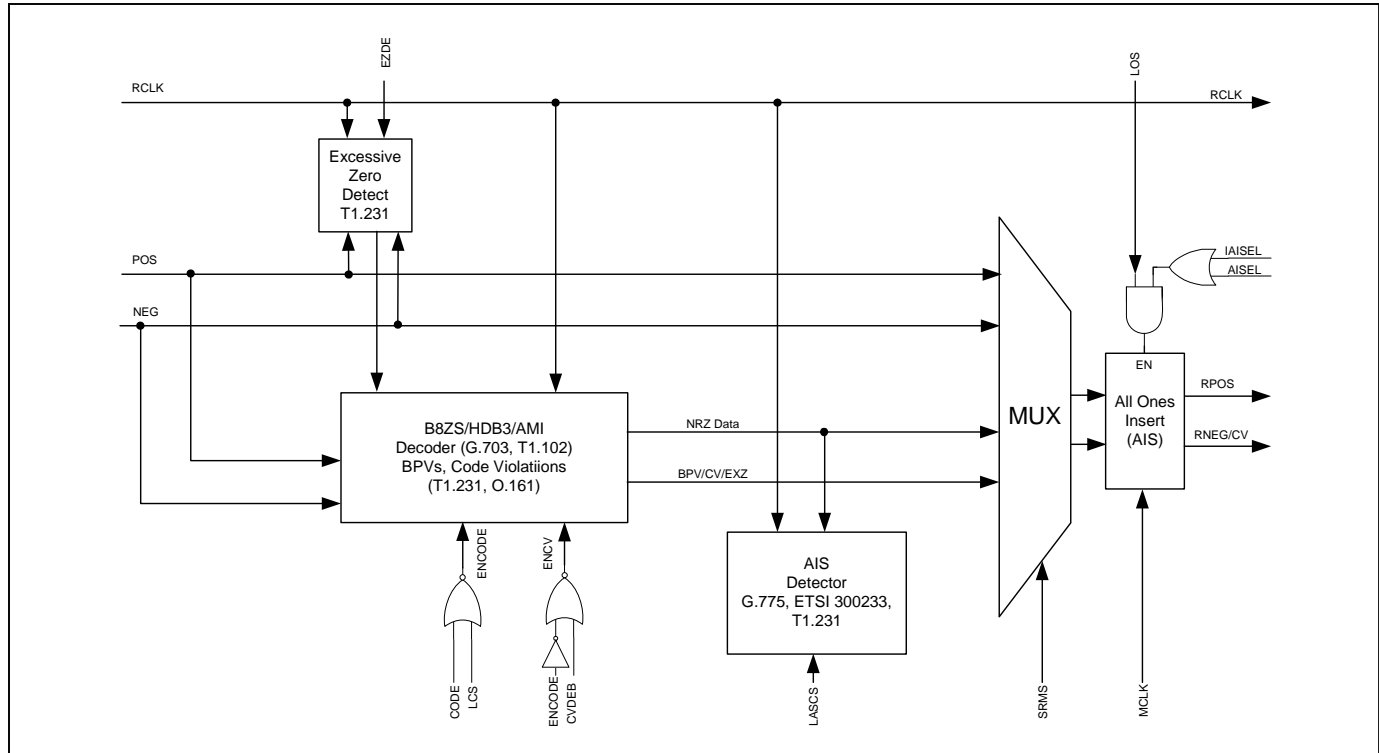 EZDE
LOS
RCLK
RCLK
Excessive
Zero
Detect
T1.231
IAISEL
AISEL
POS
NEG
EN
All Ones
Insert
(AIS)
RPOS
RNEG/CV
MUX
B8ZS/HDB3/AMI
Decoder (G.703, T1.102)
BPVs, Code Violatiions
(T1.231, O.161)
NRZ Data
BPV/CV/EXZ
ENCODE
ENCV
AIS
Detector
G.775, ETSI 300233,
T1.231
CODE
LCS
ENCODE
CVDEB
LASCS
SRMS
MCLK